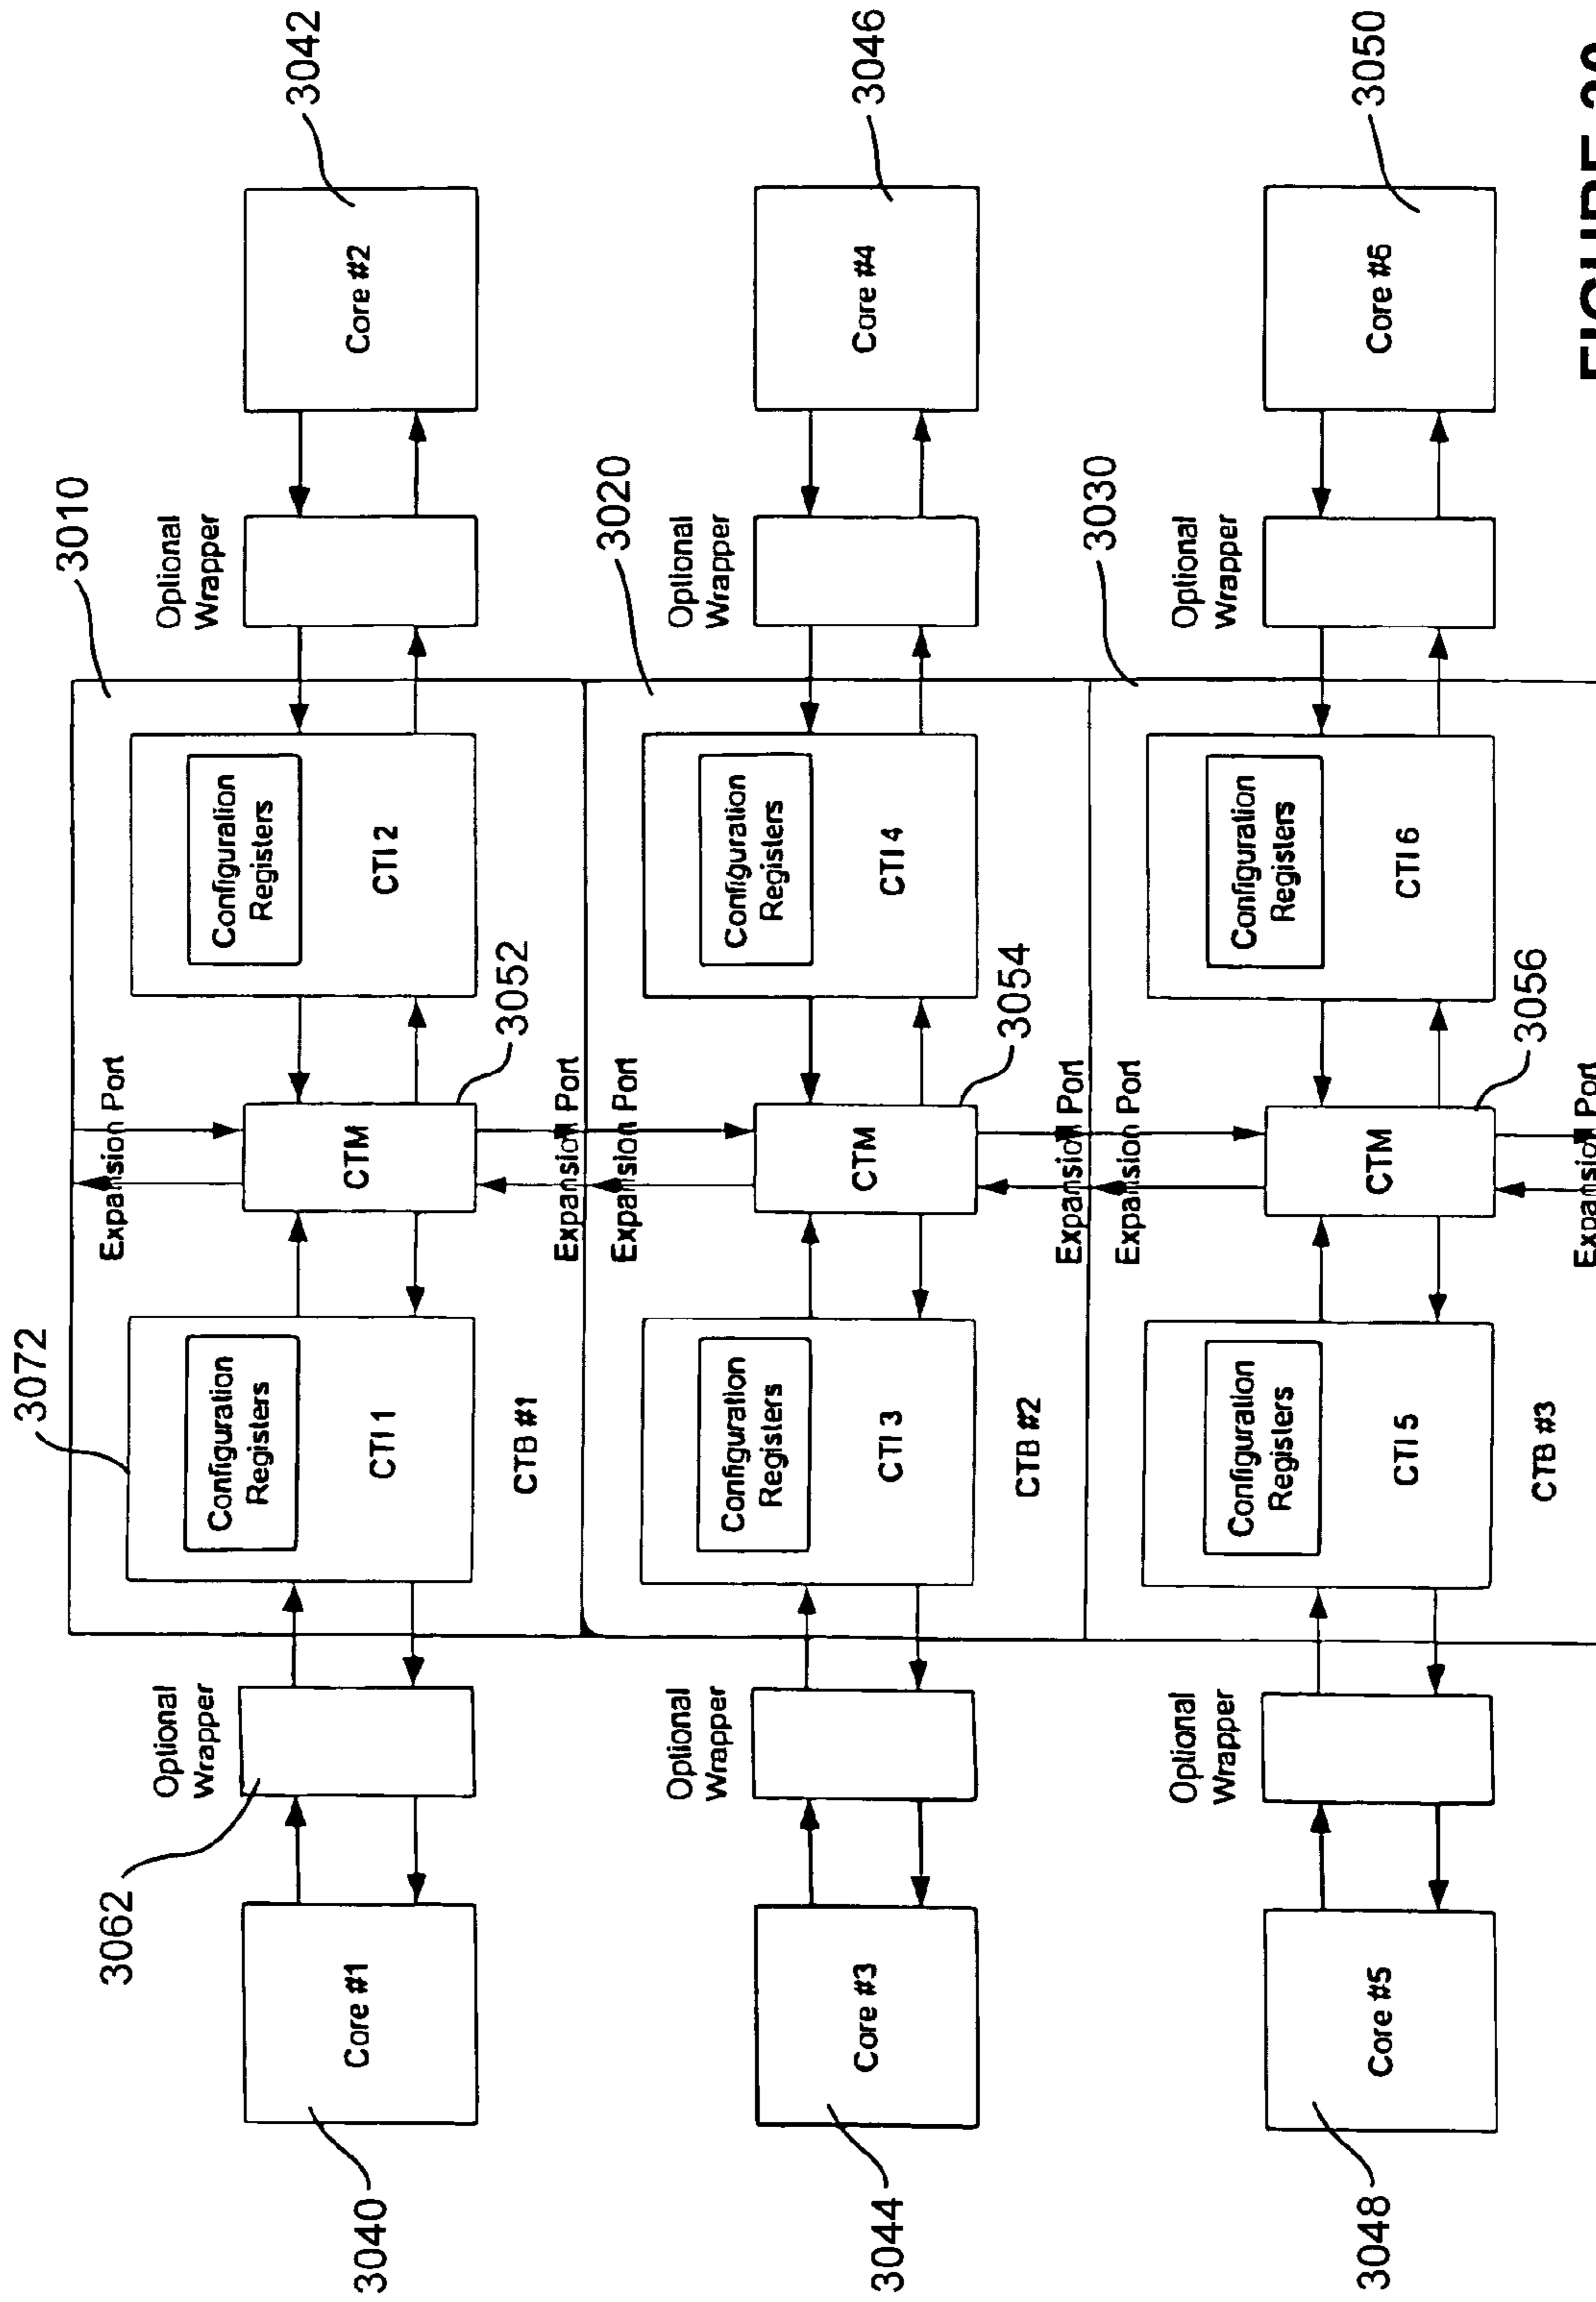 3072
3010
3062
Expansion Port
Optional
Wrapper
Optional
Wrapper
Configuration
Registers
Configuration
Registers
3042
Core #1
CTI 1
CTM
CTI 2
Core #2
3040
3052
CTB #1
Expansion Port
3020
Expansion Port
Optional
Wrapper
Optional
Wrapper
Configuration
Registers
Configuration
Registers
3046
Core #3
CTI 3
CTM
CTI 4
Core #4
3044
3054
CTB #2
Expansion Port
3030
Expansion Port
Optional
Wrapper
Optional
Wrapper
Configuration
Registers
Configuration
Registers
3050
Core #5
CTI 5
CTM
CTI 6
Core #6
3048
3056
CTB #3
Expansion Port
FIGURE